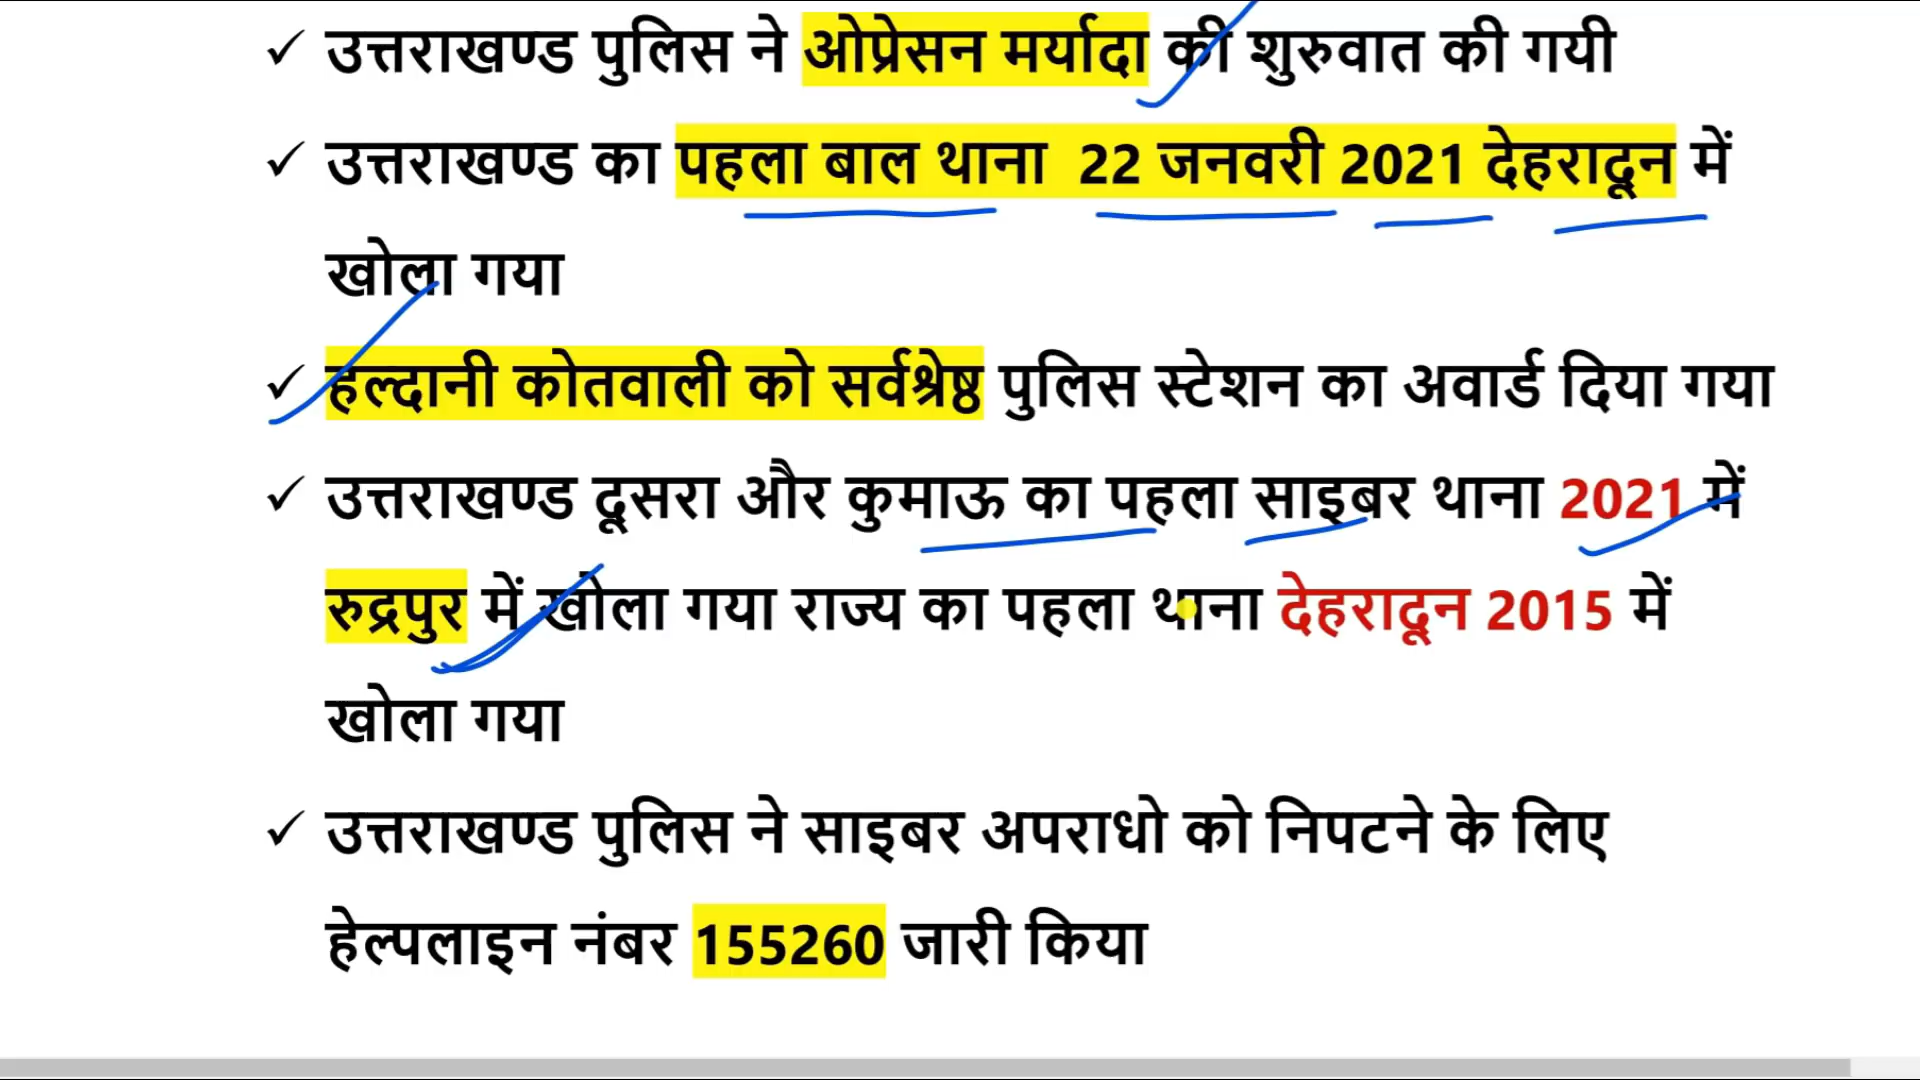 ✓ उत्तराखण्ड पुलिस ने ओप्रेसन मर्यादा की शुरुवात की गयी
✓ उत्तराखण्ड का पहला बाल थाना 22 जनवरी 2021 देहरादून में
खोला गया
✓ हल्दानी कोतवाली को सर्वश्रेष्ठ पुलिस स्टेशन का अवार्ड दिया गया
✓ उत्तराखण्ड दूसरा और कुमाऊ का पहला साइबर थाना 2021 में
रुद्रपुर में खोला गया राज्य का पहला थाना देहरादून 2015 में
खोला गया
✓ उत्तराखण्ड पुलिस ने साइबर अपराधो को निपटने के लिए
हेल्पलाइन नंबर 155260 जारी किया